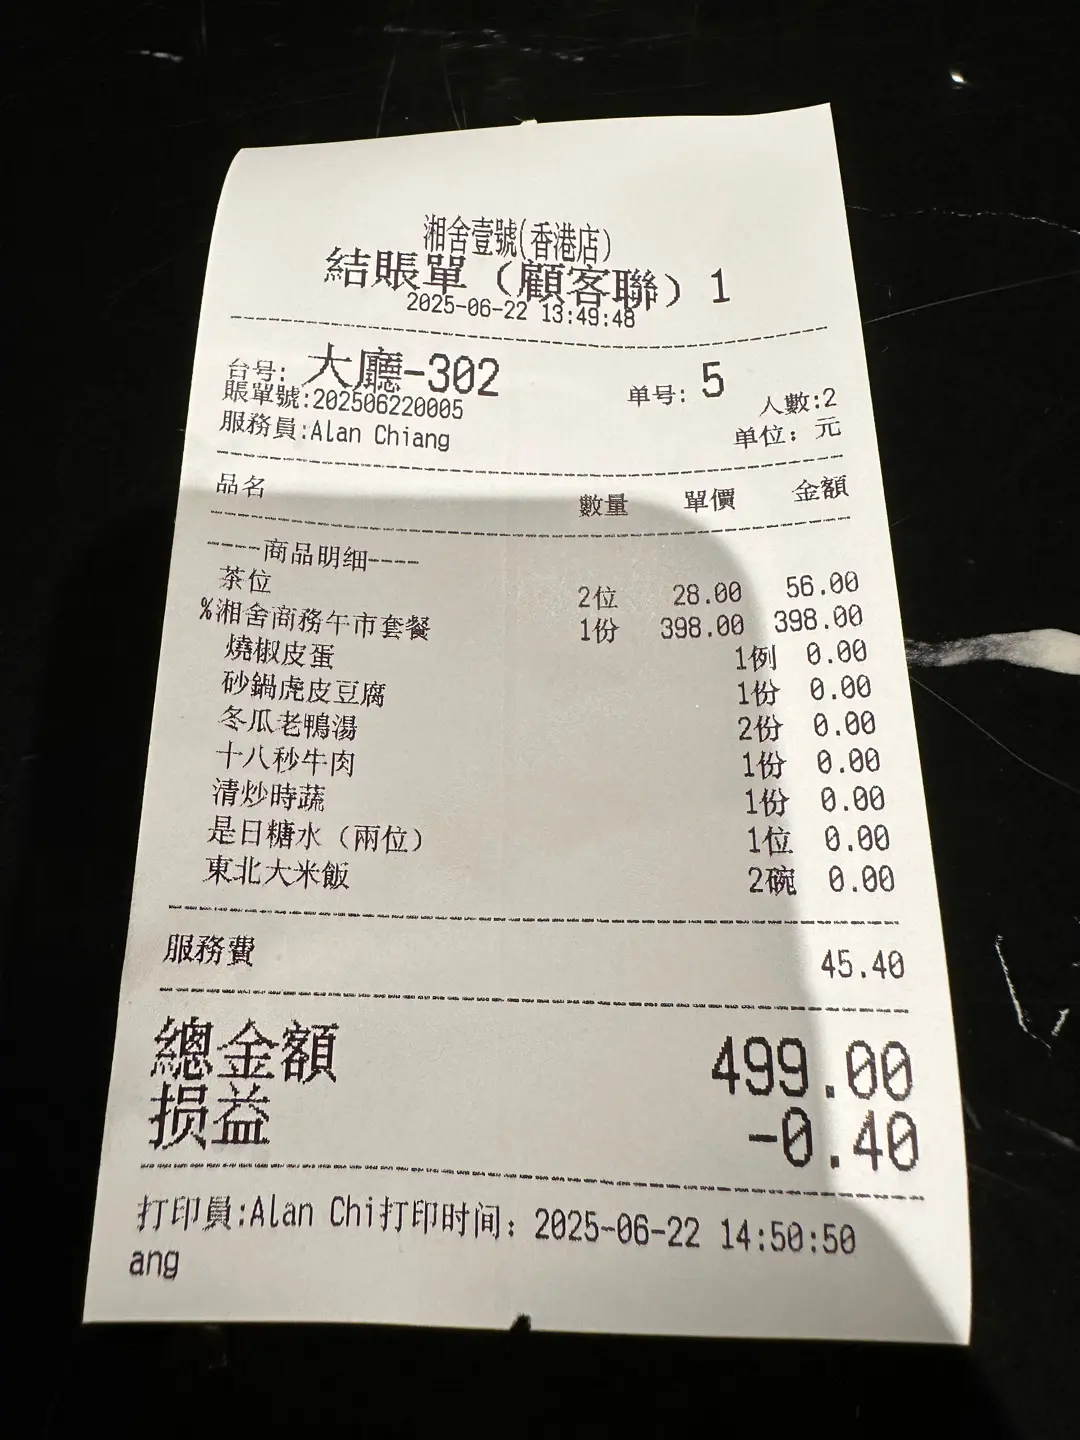 湘舍壹號(香港店)
結賬單（顧客聯）1
2025-06-22 13:49:48
台号: 大廳-302 单号: 5 人數:2
賬單號:202506220005
服務員:Alan Chiang 单位: 元
品名 數量 單價 金額
----商品明细----
茶位 2位 28.00 56.00
%湘舍商務午市套餐 1份 398.00 398.00
燒椒皮蛋 1例 0.00
砂鍋虎皮豆腐 1份 0.00
冬瓜老鴨湯 2份 0.00
十八秒牛肉 1份 0.00
清炒時蔬 1份 0.00
是日糖水（兩位） 1位 0.00
東北大米飯 2碗 0.00
服務費 45.40
總金額 499.00
损益 -0.40
打印員:Alan Chi打印时间: 2025-06-22 14:50:50
ang